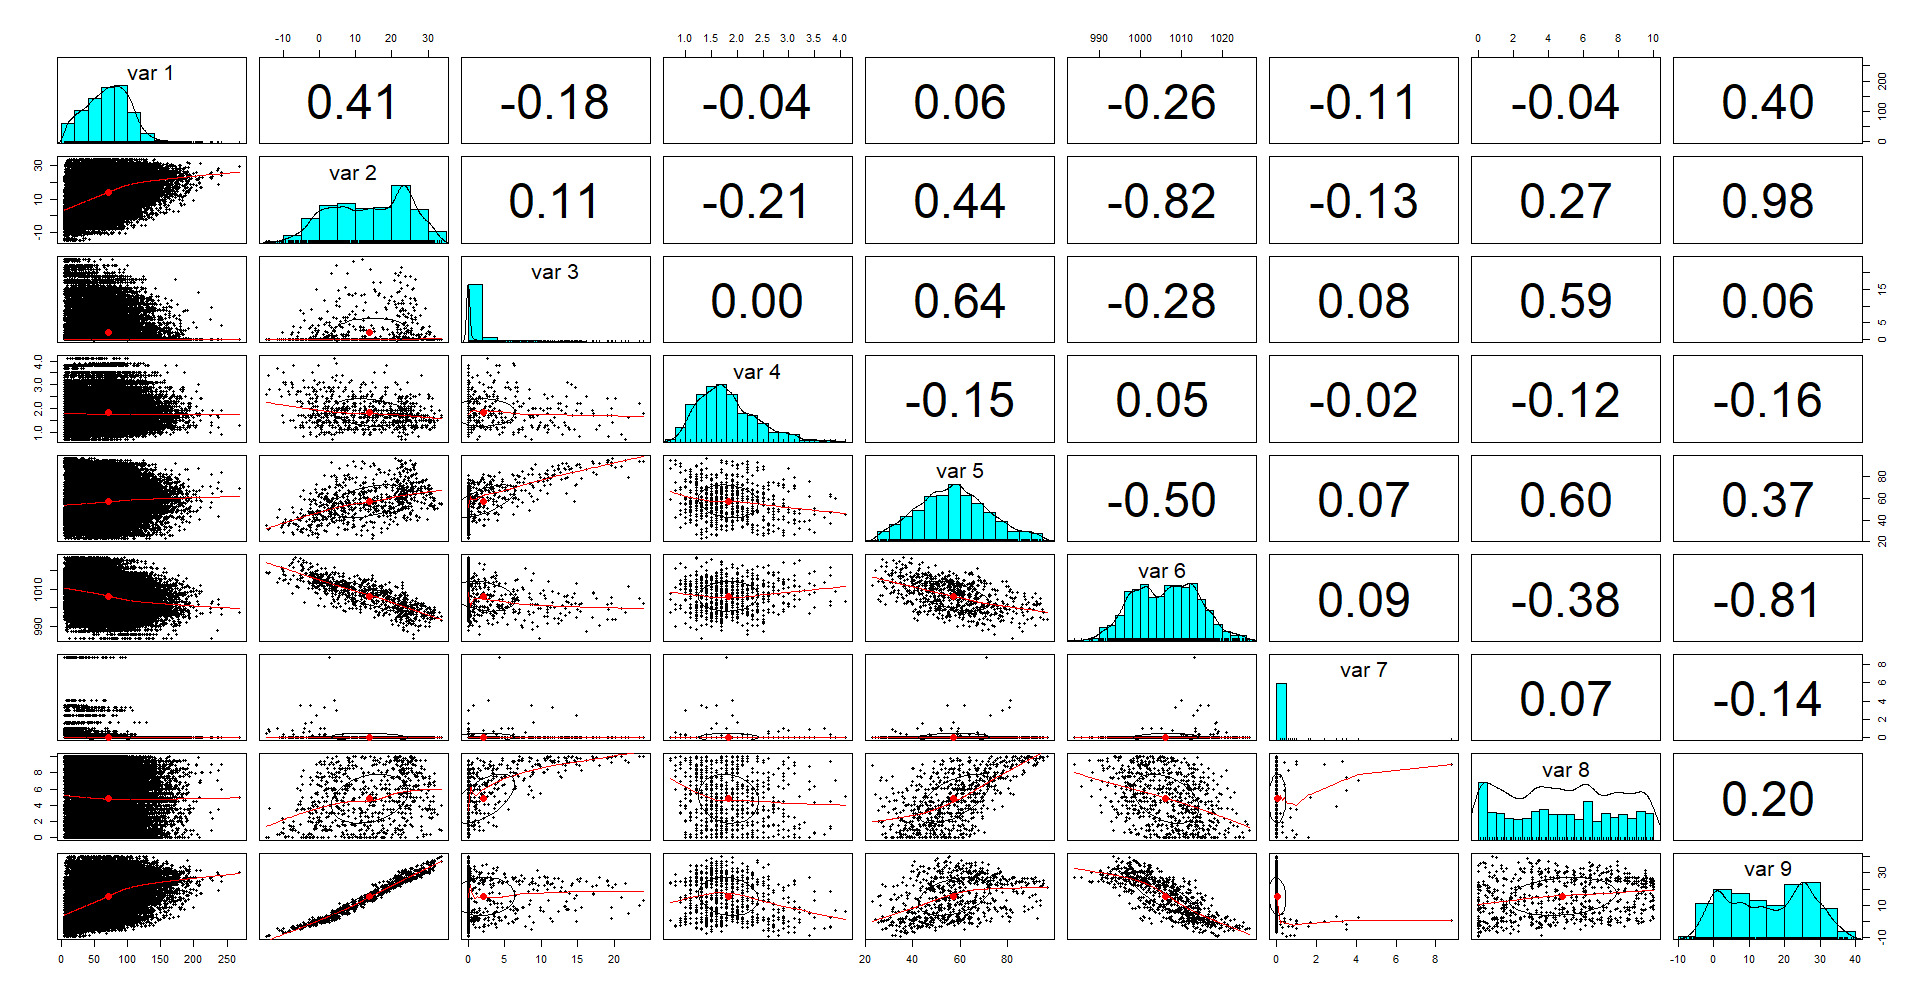 -10 0 10 20 30 1.0 1.5 2.0 2.5 3.0 3.5 4.0 990 1000 1010 1020 0 2 4 6 8 10
var 1 0.41 -0.18 -0.04 0.06 -0.26 -0.11 -0.04 0.40 0 100 200
-10 10 30 var 2 0.11 -0.21 0.44 -0.82 -0.13 0.27 0.98
var 3 0.00 0.64 -0.28 0.08 0.59 0.06 0 5 15
1.0 2.0 3.0 4.0 var 4 -0.15 0.05 -0.02 -0.12 -0.16
var 5 -0.50 0.07 0.60 0.37 20 40 60 80
990 1010 var 6 0.09 -0.38 -0.81
var 7 0.07 -0.14 0 2 4 6 8
0 2 4 6 8 var 8 0.20
var 9 -10 10 30
0 50 100 150 200 250 0 5 10 15 20 20 40 60 80 0 2 4 6 8 -10 0 10 20 30 40